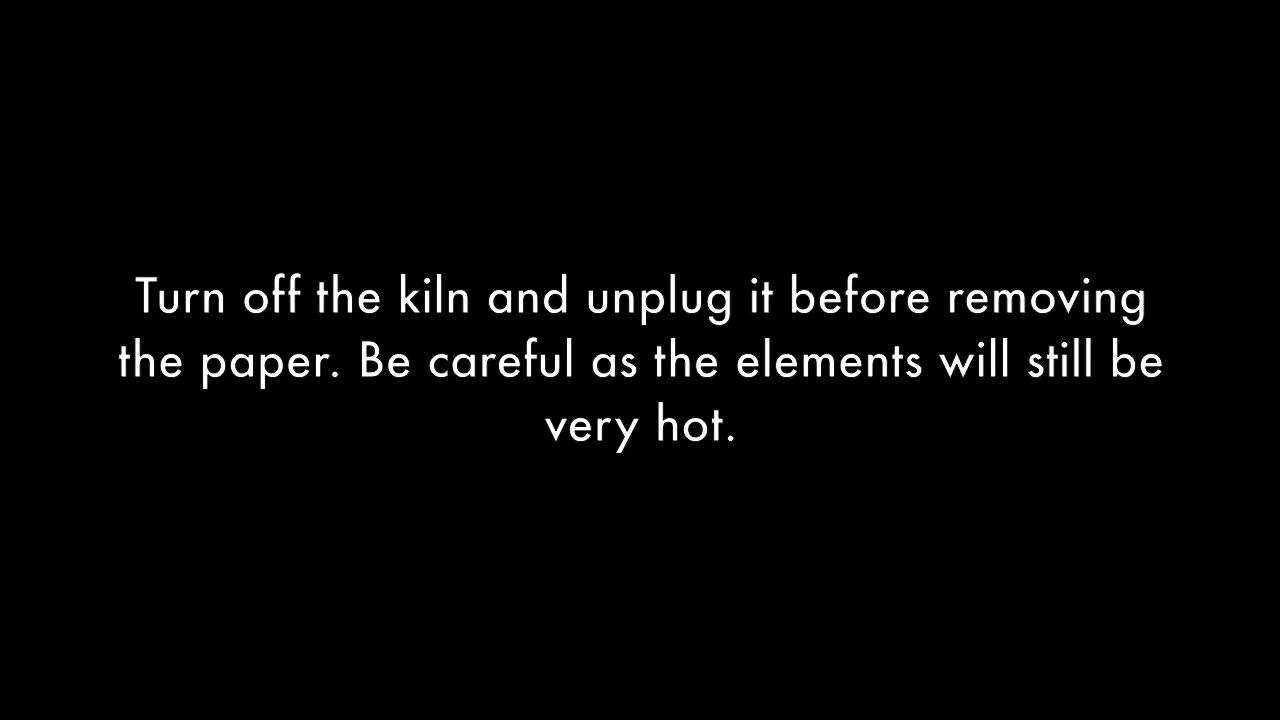 Turn off the kiln and unplug it before removing
the paper. Be careful as the elements will still be
very hot.